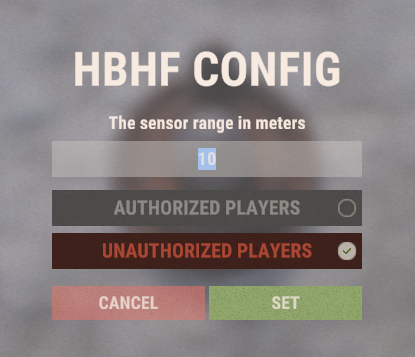 HBHF CONFIG
The sensor range in meters
10
AUTHORIZED PLAYERS
UNAUTHORIZED PLAYERS
CANCEL
SET